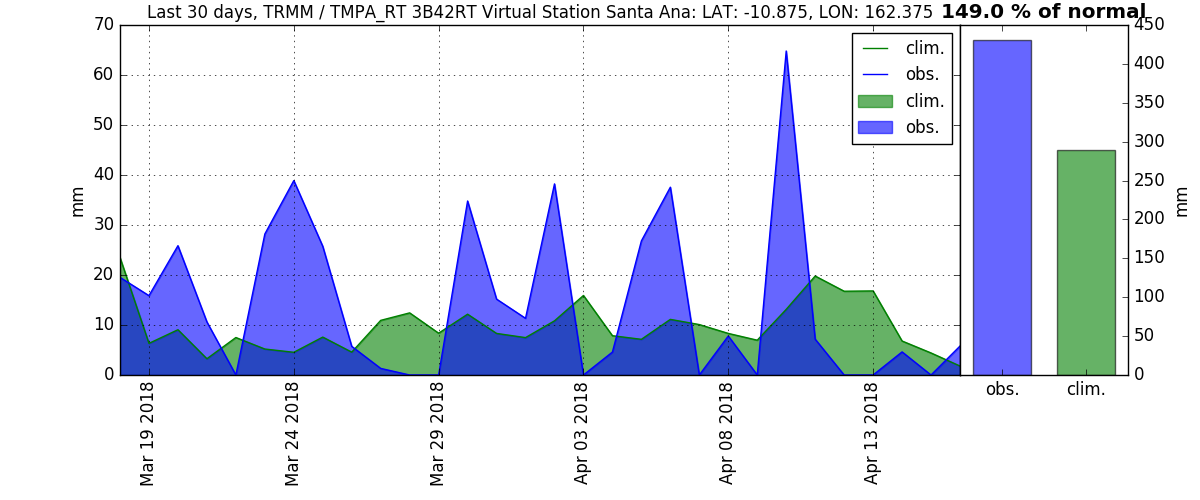 Last 30 days, TRMM / TMPA_RT 3B42RT Virtual Station Santa Ana: LAT: -10.875, LON: 162.375 149.0 % of normal
70
60
50
40
30
20
10
0
mm
clim.
obs.
clim.
obs.
Mar 19 2018
Mar 24 2018
Mar 29 2018
Apr 03 2018
Apr 08 2018
Apr 13 2018
450
400
350
300
250
200
150
100
50
0
mm
obs. clim.